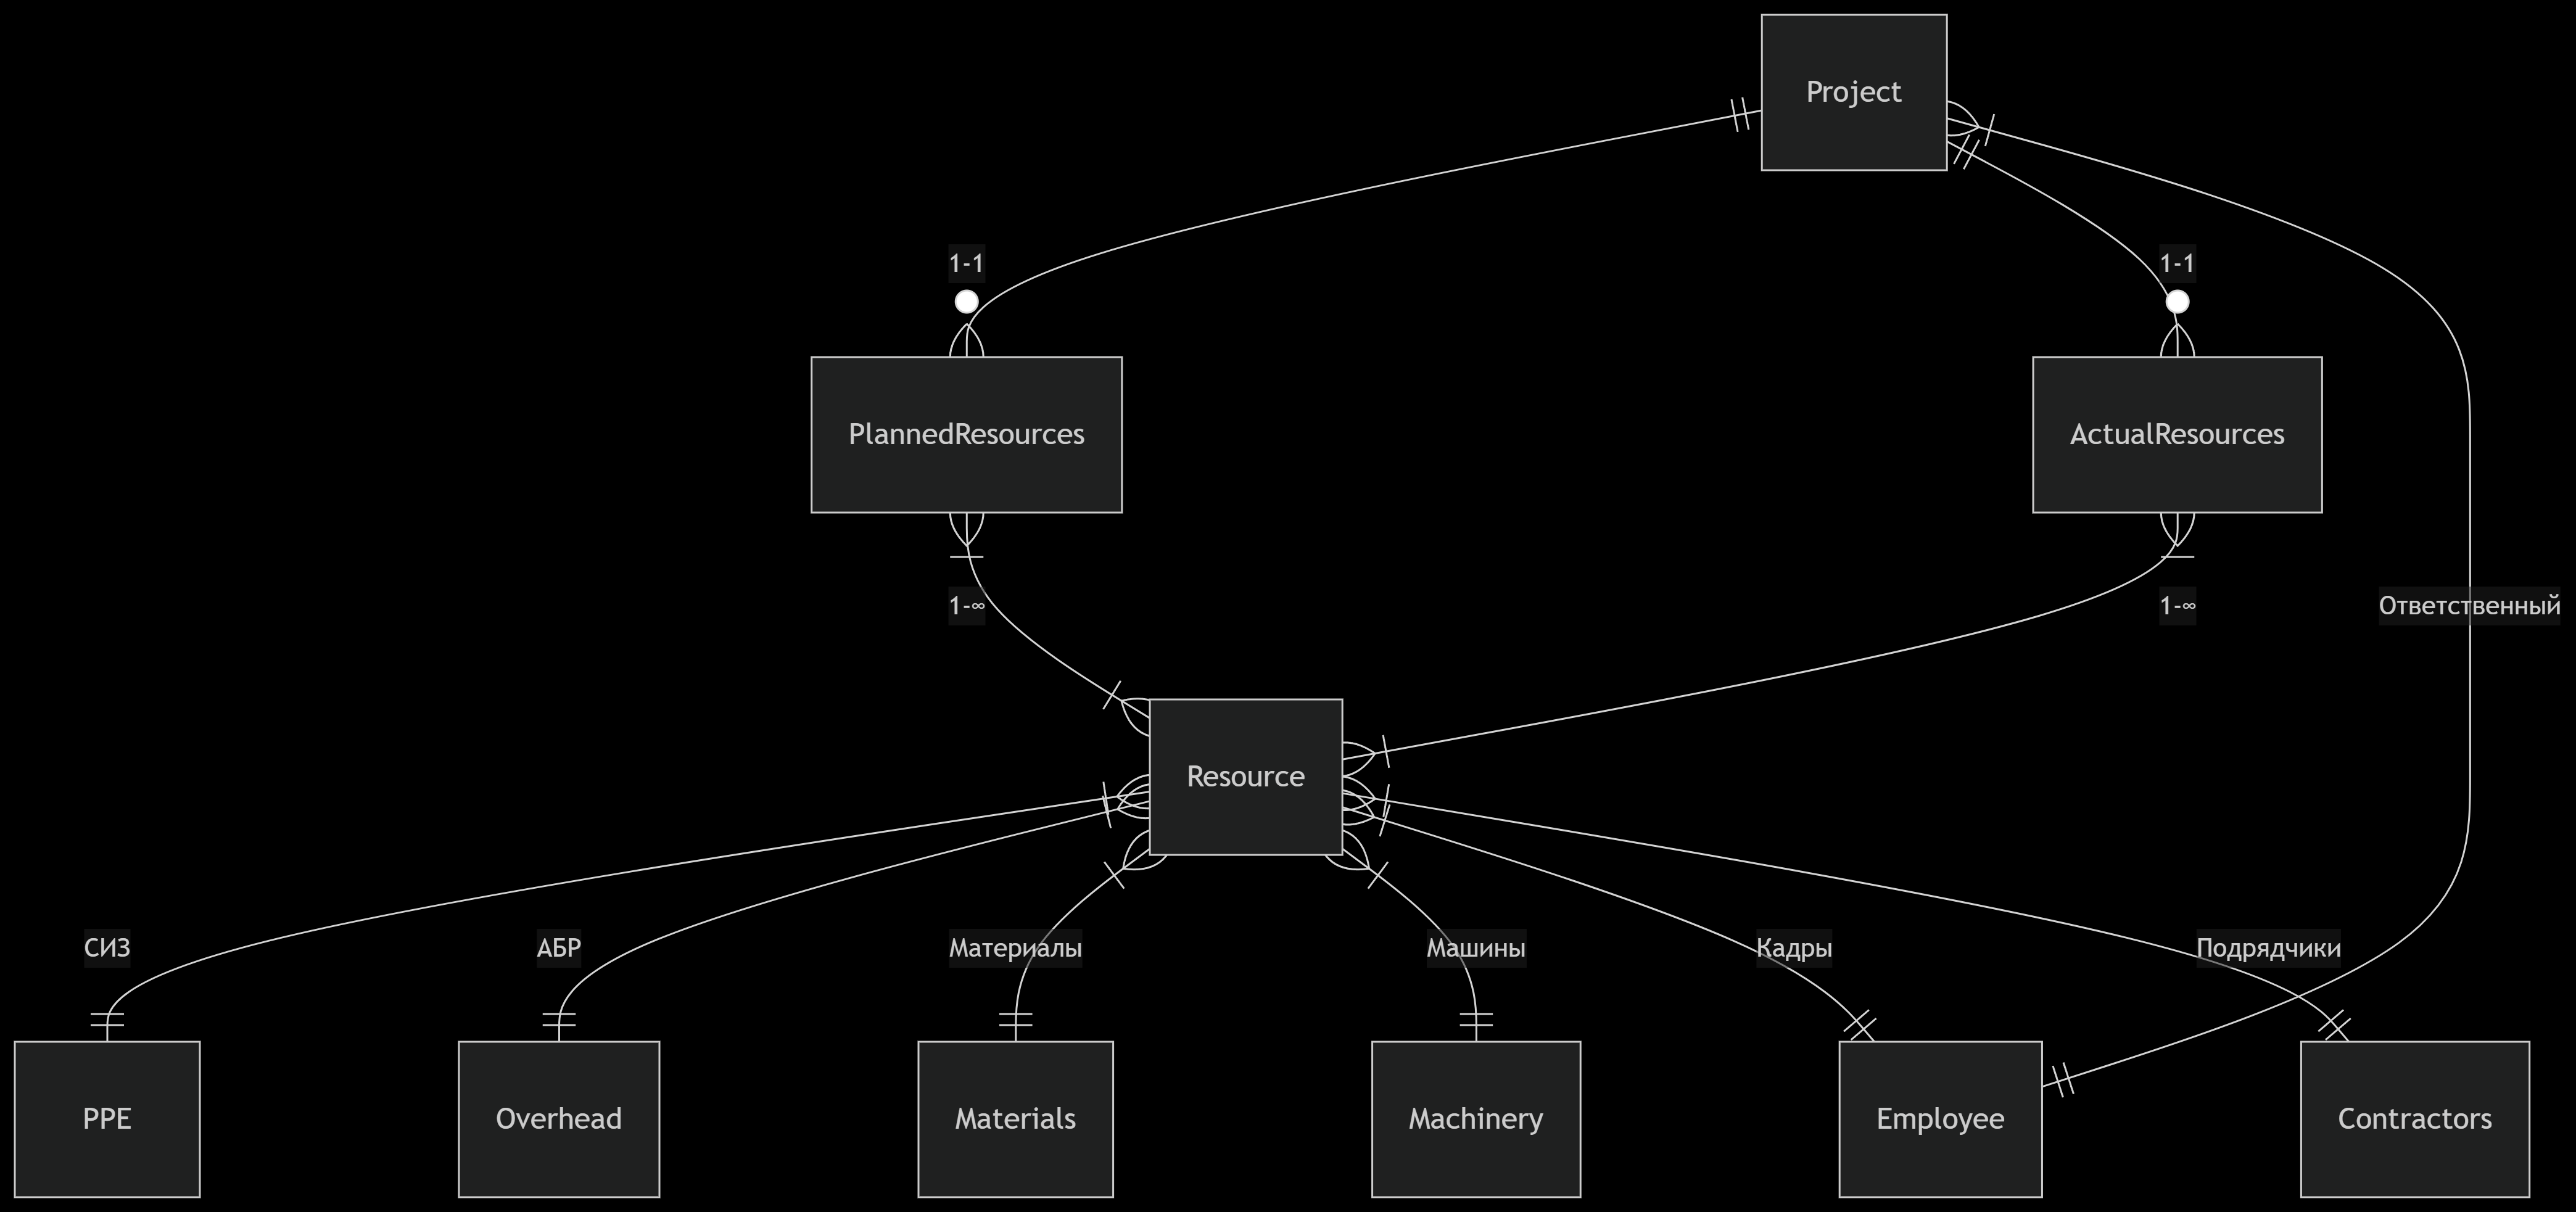 Project
1-1
1-1
PlannedResources
ActualResources
1-∞
1-∞
Ответственный
Resource
СИЗ
АБР
Материалы
Машины
Кадры
Подрядчики
PPE
Overhead
Materials
Machinery
Employee
Contractors